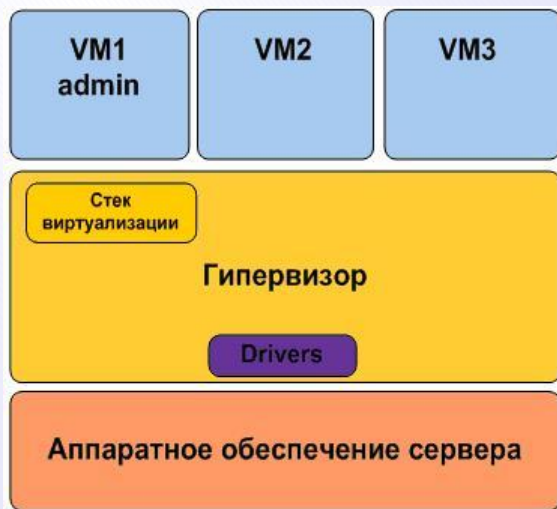 VM1
admin
VM2
VM3
Стек
виртуализации
Гипервизор
Drivers
Аппаратное обеспечение сервера